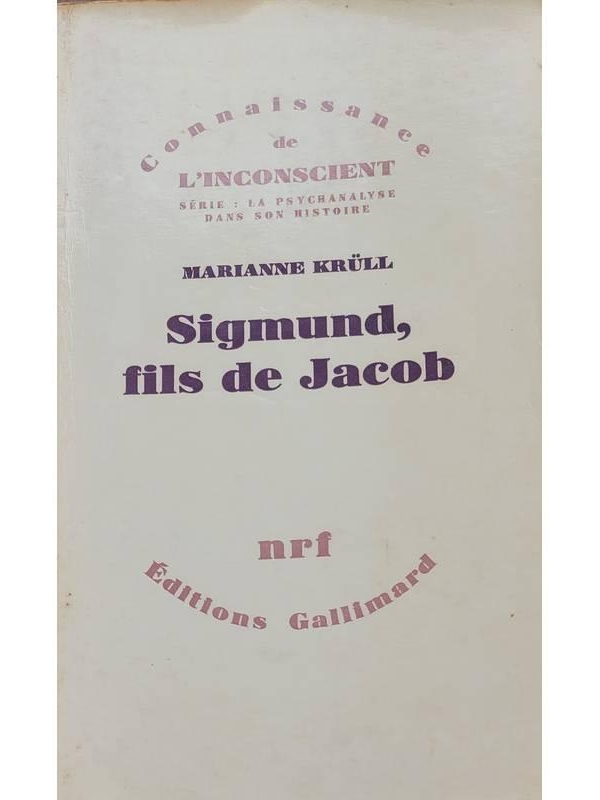 Connaissance
de
L'INCONSCIENT
SÉRIE : LA PSYCHANALYSE
DANS SON HISTOIRE
MARIANNE KRÜLL
Sigmund,
fils de Jacob
nrf
Éditions Gallimard